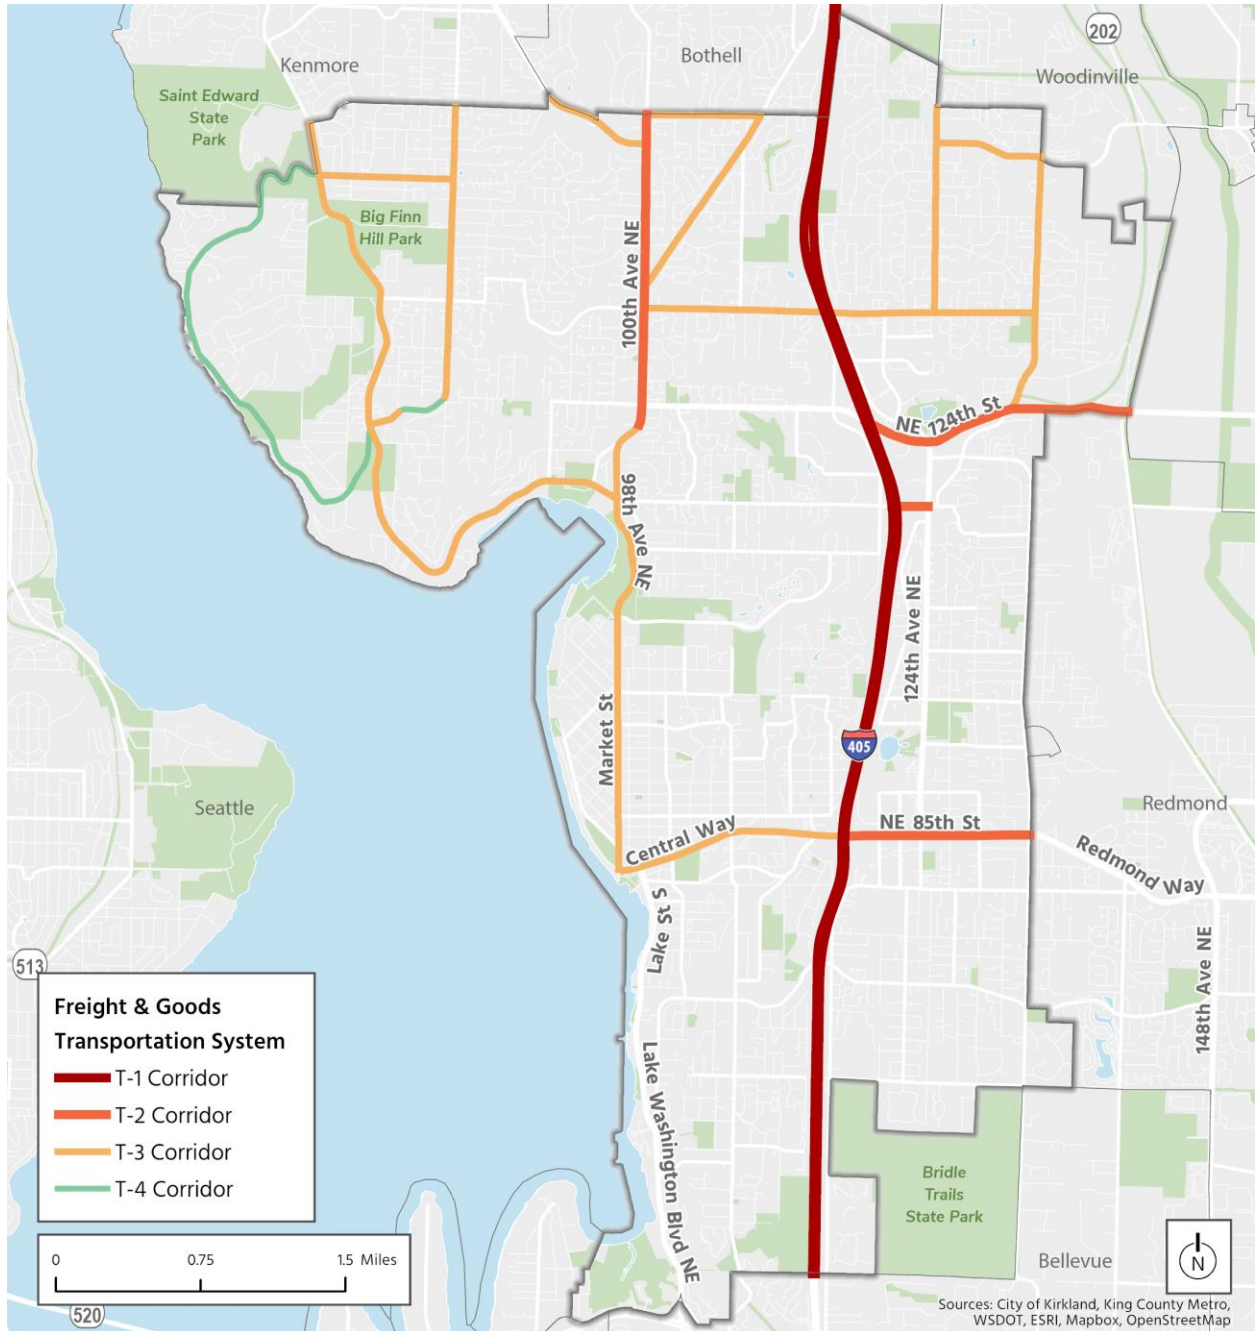 202
Kenmore
Bothell
Woodinville
Saint Edward
State
Park
Big Finn
Hill Park
100th Ave NE
NE 124th St
98th Ave NE
124th Ave NE
Market St
405
Seattle
Redmond
Central Way
NE 85th St
Redmond Way
Lake St S
148th Ave NE
513
Freight & Goods
Transportation System
T-1 Corridor
T-2 Corridor
T-3 Corridor
T-4 Corridor
Lake Washington Blvd NE
Bridle
Trails
State Park
Bellevue
N
0 0.75 1.5 Miles
520
Sources: City of Kirkland, King County Metro,
WSDOT, ESRI, Mapbox, OpenStreetMap